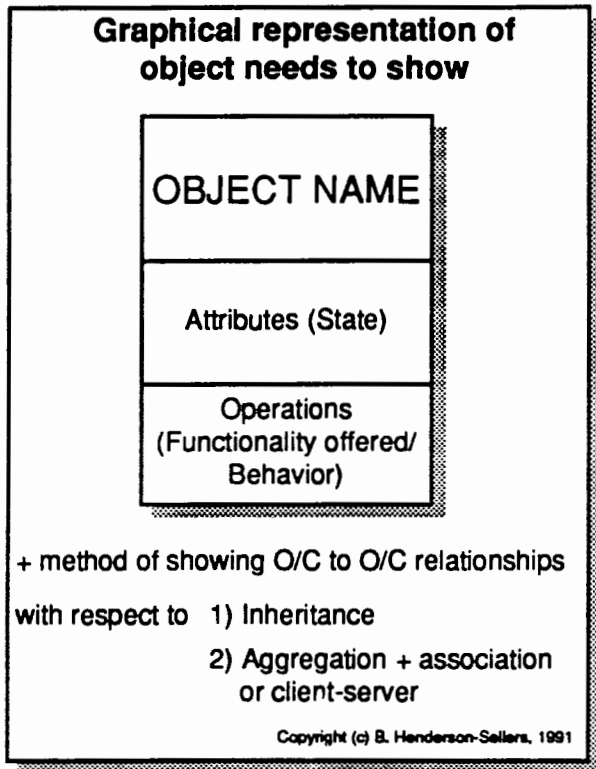 Graphical representation of
object needs to show
OBJECT NAME
Attributes (State)
Operations
(Functionality offered/
Behavior)
+ method of showing O/C to O/C relationships
with respect to 1) Inheritance
2) Aggregation + association
or client-server
Copyright (c) B. Henderson-Sellers, 1991